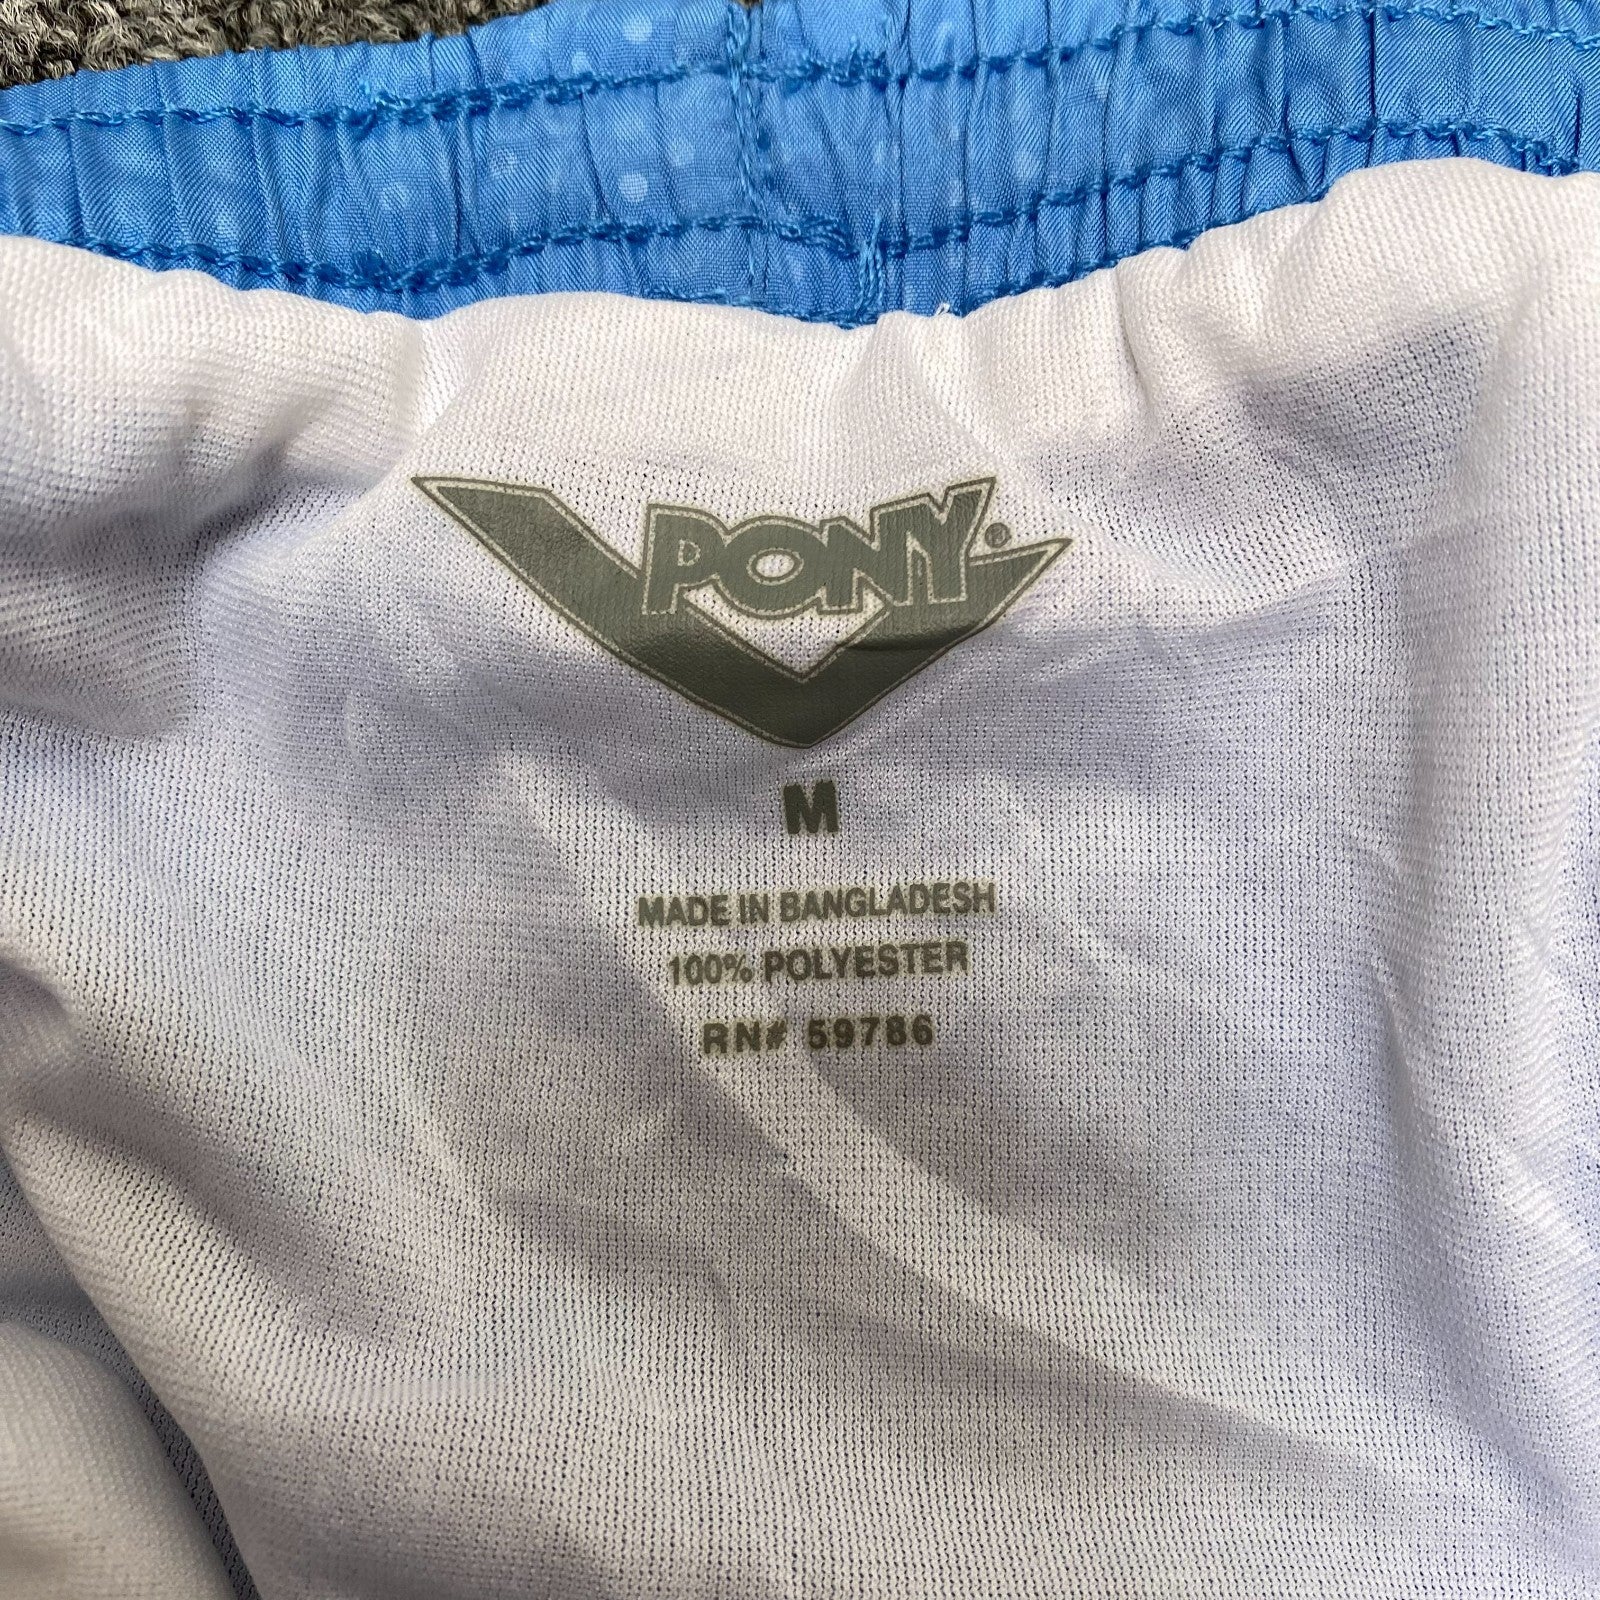 PONY®
M
MADE IN BANGLADESH
100% POLYESTER
RN# 59786